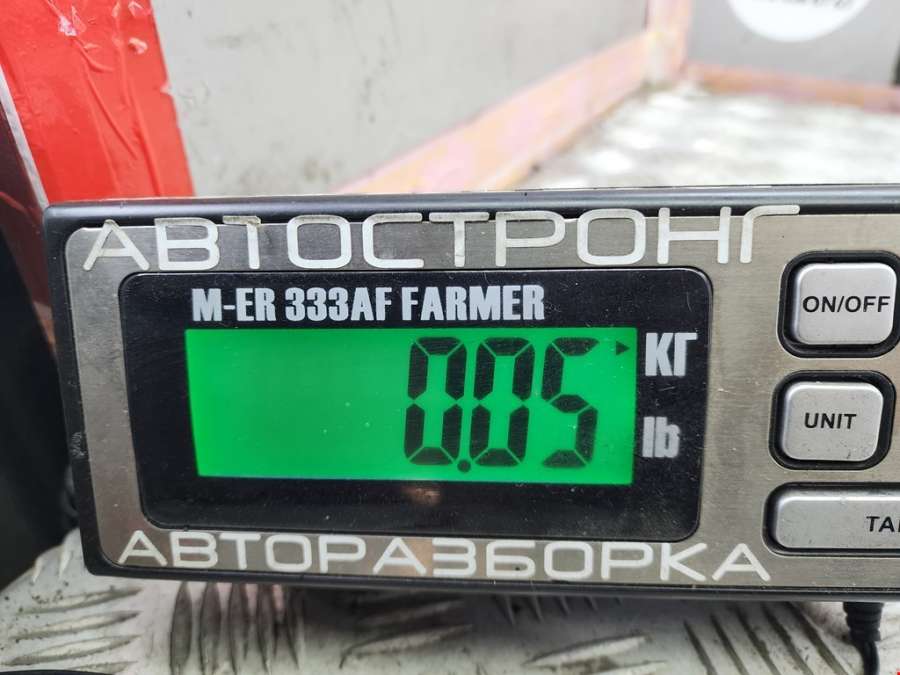 АВТОСТРОНГ
M-ER 333AF FARMER
0.05
КГ
lb
ON/OFF
UNIT
АВТОРАЗБОРКА